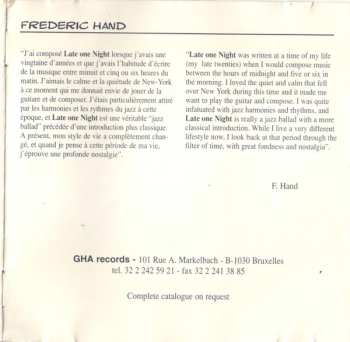 FREDERIC HAND
"J'ai composé Late one Night lorsque j'avais une
vingtaine d'années et que j'avais l'habitude d'écrire
de la musique entre minuit et cinq ou six heures du
matin. J'aimais le calme et la quiétude de New-York
à ce moment qui me donnait envie de jouer de la
guitare et de composer. J'étais particulièrement attiré
par les harmonies et les rythmes du jazz à cette
époque, et Late one Night est une véritable "jazz
ballad" précédée d'une introduction plus classique.
A présent, mon style de vie a complètement chan-
gé, et quand je pense à cette période de ma vie,
j'éprouve une profonde nostalgie".
"Late one Night was written at a time of my life
(my late twenties) when I would compose music
between the hours of midnight and five or six in
the morning. I loved the quiet and calm that fell
over New York during this time and it made me
want to play the guitar and compose. I was quite
infatuated with jazz harmonies and rhythms, and
Late one Night is really a jazz ballad with a more
classical introduction. While I live a very different
lifestyle now, I look back at that period through the
filter of time, with great fondness and nostalgia".
F. Hand
GHA records - 101 Rue A. Markelbach - B-1030 Bruxelles
tel. 32 2 242 59 21 - fax 32 2 241 38 85
Complete catalogue on request